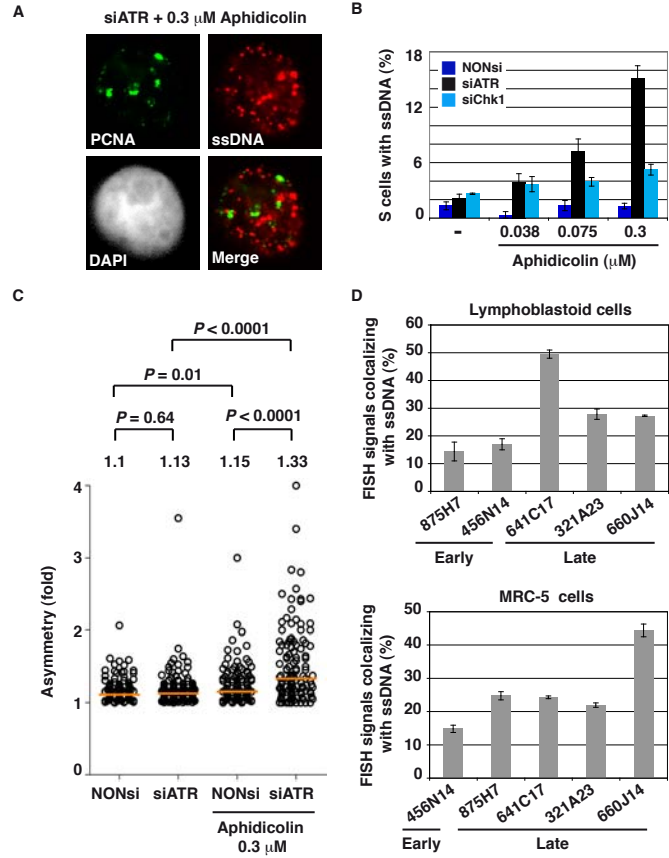 A
siATR + 0.3 μM Aphidicolin
PCNA
ssDNA
DAPI
Merge
B
S cells with ssDNA (%)
18
12
6
0
NONsi
siATR
siChk1
-
0.038
0.075
0.3
Aphidicolin (μM)
C
P < 0.0001
P = 0.01
P = 0.64
P < 0.0001
1.1
1.13
1.15
1.33
Asymmetry (fold)
4
2
1
0
NONsi
siATR
NONsi
siATR
Aphidicolin
0.3 μM
D
Lymphoblastoid cells
FISH signals colcalizing
with ssDNA (%)
60
50
40
30
20
10
0
875H7
456N14
641C17
321A23
660J14
Early
Late
MRC-5 cells
FISH signals colcalizing
with ssDNA (%)
50
40
30
20
10
0
456N14
875H7
641C17
321A23
660J14
Early
Late